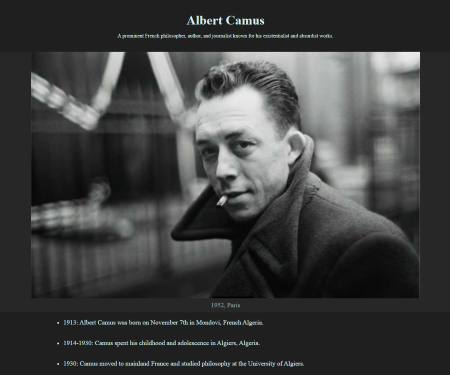 Albert Camus
A prominent French philosopher, author, and journalist known for his existentialist and absurdist works.
1952, Paris
1913: Albert Camus was born on November 7th in Mondovi, French Algeria.
1914-1930: Camus spent his childhood and adolescence in Algiers, Algeria.
1930: Camus moved to mainland France and studied philosophy at the University of Algiers.